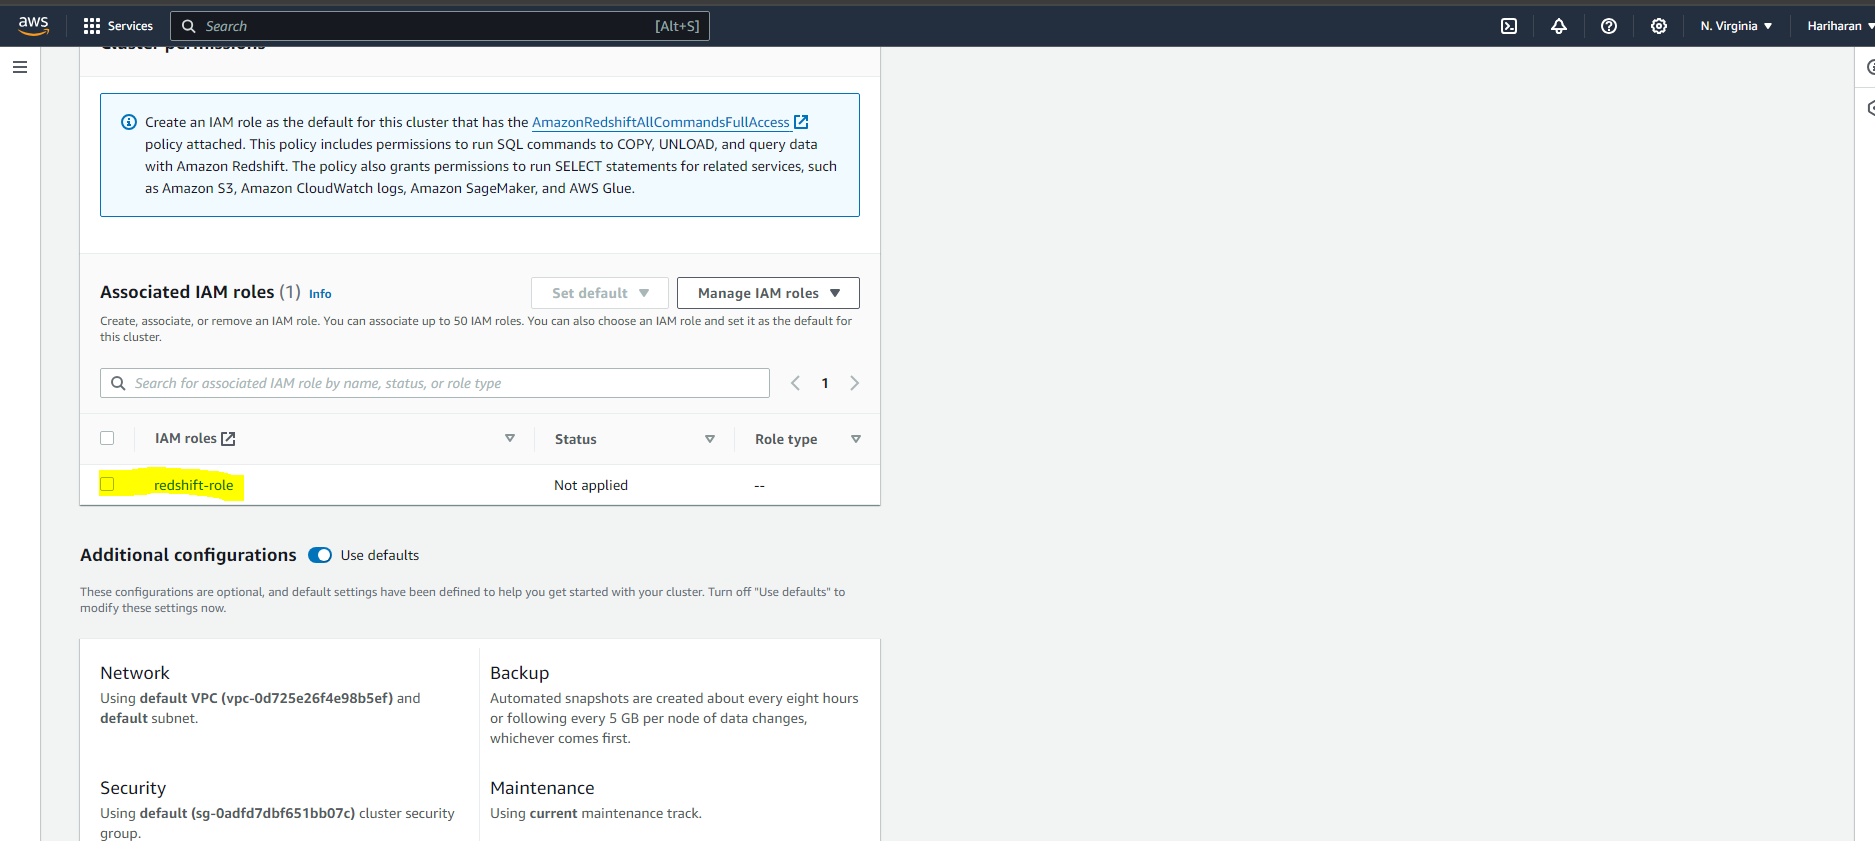 aws
Services
Search
[Alt+S]
N. Virginia
Hariharan
Cluster permissions
Create an IAM role as the default for this cluster that has the AmazonRedshiftAllCommandsFullAccess
policy attached. This policy includes permissions to run SQL commands to COPY, UNLOAD, and query data
with Amazon Redshift. The policy also grants permissions to run SELECT statements for related services, such
as Amazon S3, Amazon CloudWatch logs, Amazon SageMaker, and AWS Glue.
Associated IAM roles (1) Info
Set default
Manage IAM roles
Create, associate, or remove an IAM role. You can associate up to 50 IAM roles. You can also choose an IAM role and set it as the default for
this cluster.
Search for associated IAM role by name, status, or role type
1
IAM roles
Status
Role type
redshift-role
Not applied
--
Additional configurations
Use defaults
These configurations are optional, and default settings have been defined to help you get started with your cluster. Turn off "Use defaults" to
modify these settings now.
Network
Using default VPC (vpc-0d725e26f4e98b5ef) and
default subnet.
Backup
Automated snapshots are created about every eight hours
or following every 5 GB per node of data changes,
whichever comes first.
Security
Using default (sg-0adfd7dbf651bb07c) cluster security
group.
Maintenance
Using current maintenance track.